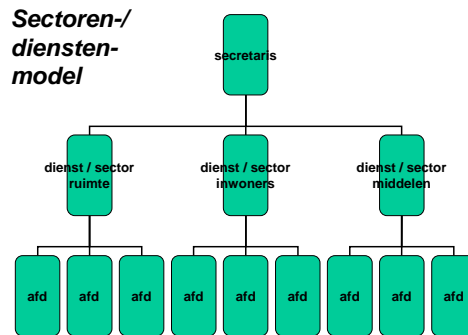 Sectoren-/
diensten-
model
secretaris
dienst / sector
ruimte
dienst / sector
inwoners
dienst / sector
middelen
afd
afd
afd
afd
afd
afd
afd
afd
afd